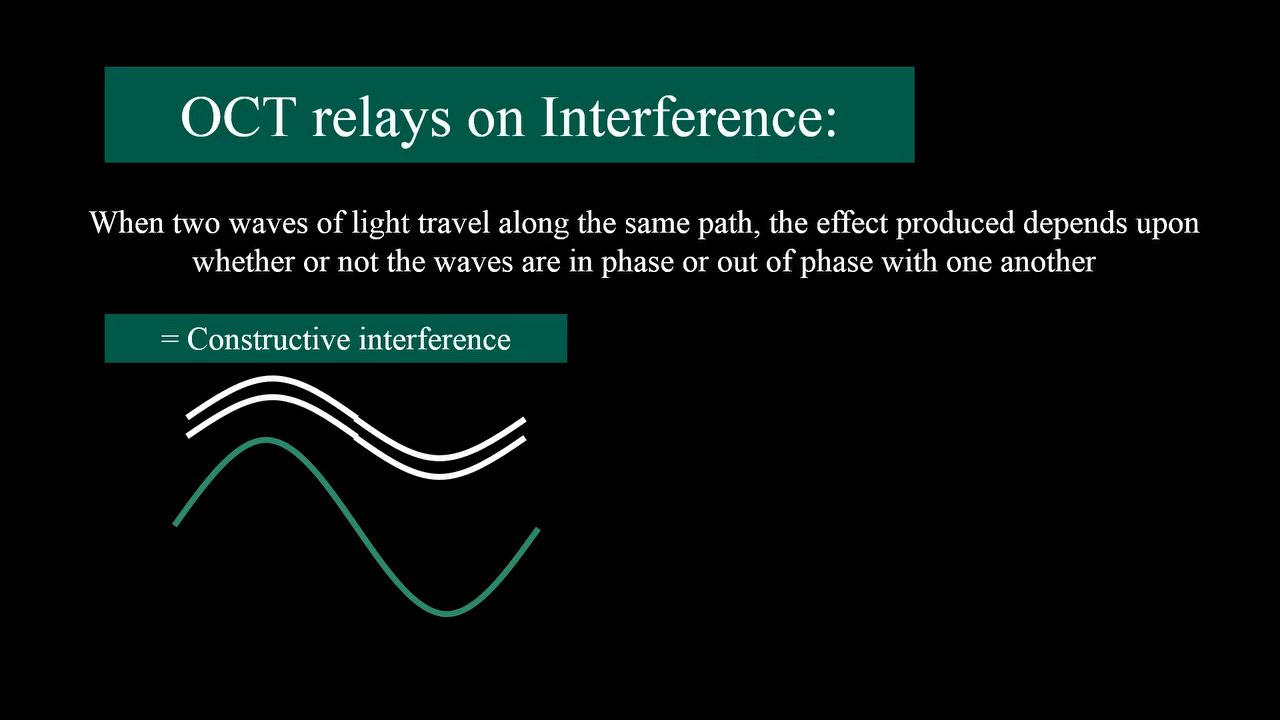 OCT relays on Interference:
When two waves of light travel along the same path, the effect produced depends upon
whether or not the waves are in phase or out of phase with one another
= Constructive interference